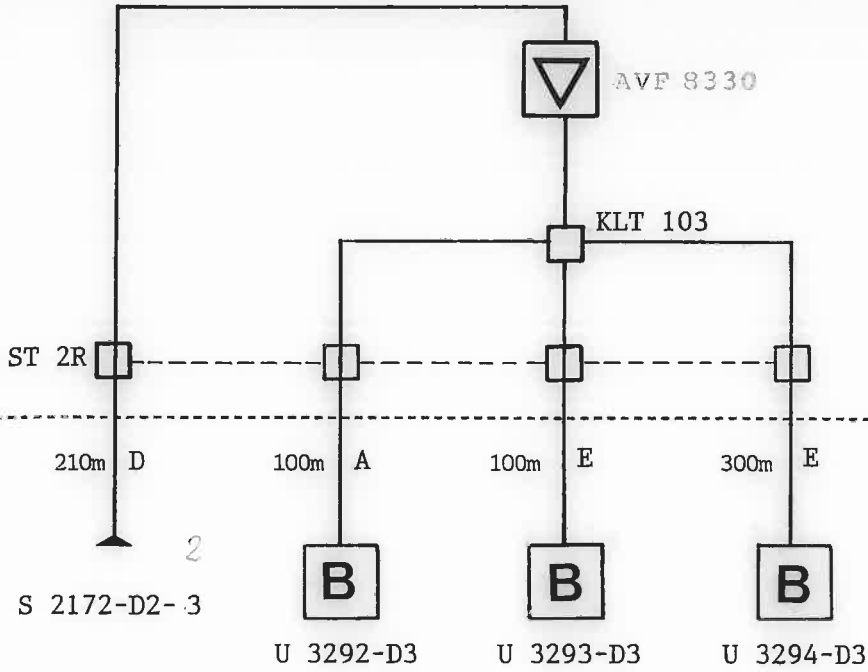 AVF 8330
KLT 103
ST 2R
210m D
100m A
100m E
300m E
2
B
B
B
S 2172-D2-3
U 3292-D3
U 3293-D3
U 3294-D3